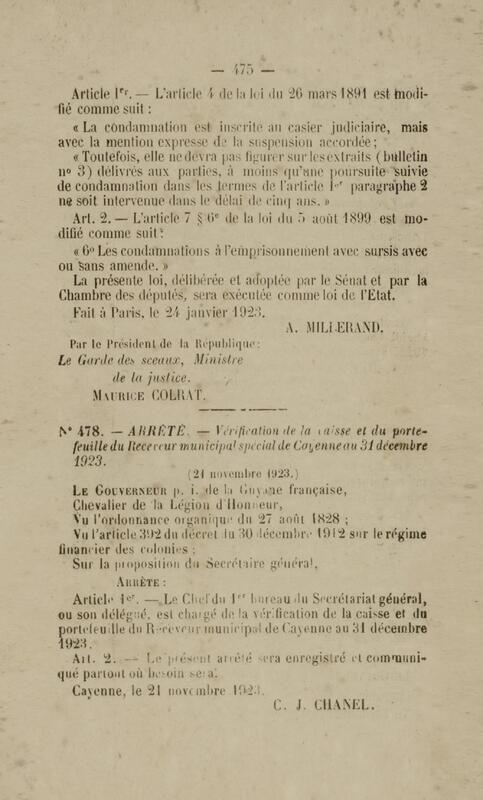 — 475 —
Article 1er. — L'article 4 de la loi du 26 mars 1891 est modi-
fié comme suit :
« La condamnation est inscrite au casier judiciaire, mais
avec la mention expresse de la suspension accordée ;
« Toutefois, elle ne devra pas figurer sur les extraits (bulletin
no 3) délivrés aux parties, à moins qu'une poursuite suivie
de condamnation dans les termes de l'article 1er paragraphe 2
ne soit intervenue dans le délai de cinq ans. »
Art. 2. — L'article 7 § 6o de la loi du 5 août 1899 est mo-
difié comme suit :
« 6o Les condamnations à l'emprisonnement avec sursis avec
ou sans amende. »
La présente loi, délibérée et adoptée par le Sénat et par la
Chambre des députés, sera exécutée comme loi de l'Etat.
Fait à Paris, le 24 janvier 1923.
A. MILLERAND.
Par le Président de la République:
Le Garde des sceaux, Ministre
de la justice.
MAURICE COLRAT.
No 478. — ARRÊTÉ. — Vérification de la caisse et du porte-
feuille du Receveur municipal spécial de Cayenne au 31 décembre
1923.
(21 novembre 1923.)
LE GOUVERNEUR p. i. de la Guyane française,
Chevalier de la Légion d'Honneur,
Vu l'ordonnance organique du 27 août 1828 ;
Vu l'article 392 du décret du 30 décembre 1912 sur le régime
financier des colonies ;
Sur la proposition du Secrétaire général,
ARRÊTE :
Article 1er. — Le Chef du 1er bureau du Secrétariat général,
ou son délégué, est chargé de la vérification de la caisse et du
portefeuille du Receveur municipal de Cayenne au 31 décembre
1923.
Art. 2. — Le présent arrêté sera enregistré et communi-
qué partout où besoin sera.
Cayenne, le 21 novembre 1923.
C. J. CHANEL.